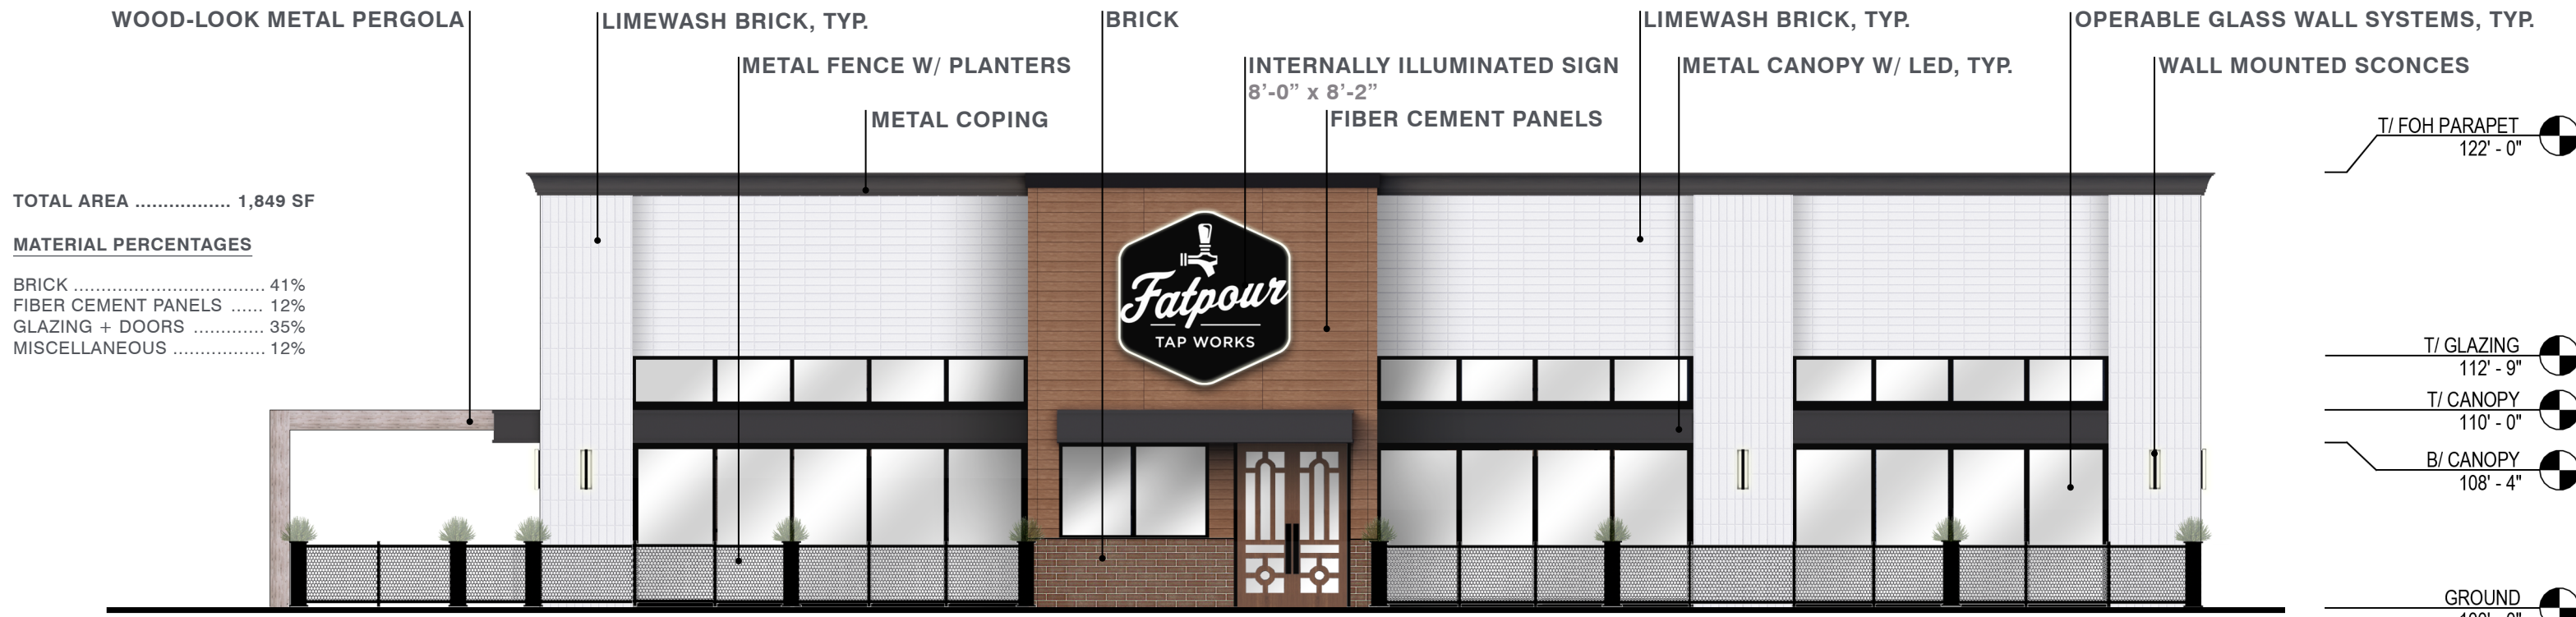 WOOD-LOOK METAL PERGOLA
LIMEWASH BRICK, TYP.
BRICK
LIMEWASH BRICK, TYP.
OPERABLE GLASS WALL SYSTEMS, TYP.
METAL FENCE W/ PLANTERS
INTERNALLY ILLUMINATED SIGN
8'-0” x 8'-2”
METAL CANOPY W/ LED, TYP.
WALL MOUNTED SCONCES
METAL COPING
FIBER CEMENT PANELS
T/ FOH PARAPET
122' - 0"
TOTAL AREA ................. 1,849 SF
MATERIAL PERCENTAGES
BRICK .................................. 41%
FIBER CEMENT PANELS ...... 12%
GLAZING + DOORS ............. 35%
MISCELLANEOUS ................. 12%
Fatpour
TAP WORKS
T/ GLAZING
112' - 9"
T/ CANOPY
110' - 0"
B/ CANOPY
108' - 4"
GROUND